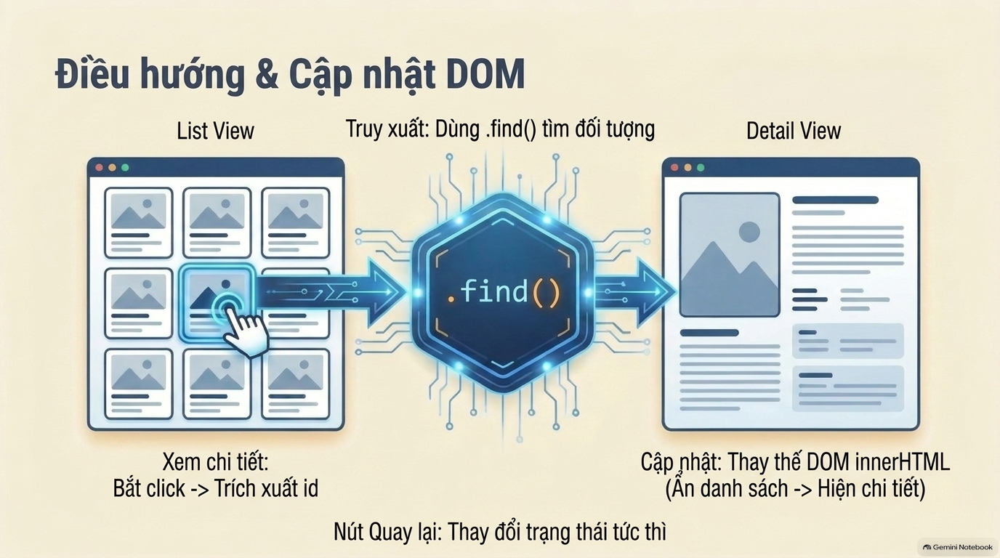 Điều hướng & Cập nhật DOM
List View
Truy xuất: Dùng .find() tìm đối tượng
Detail View
.find()
Xem chi tiết:
Bắt click -> Trích xuất id
Cập nhật: Thay thế DOM innerHTML
(Ẩn danh sách -> Hiện chi tiết)
Nút Quay lại: Thay đổi trạng thái tức thì
Gemini Notebook